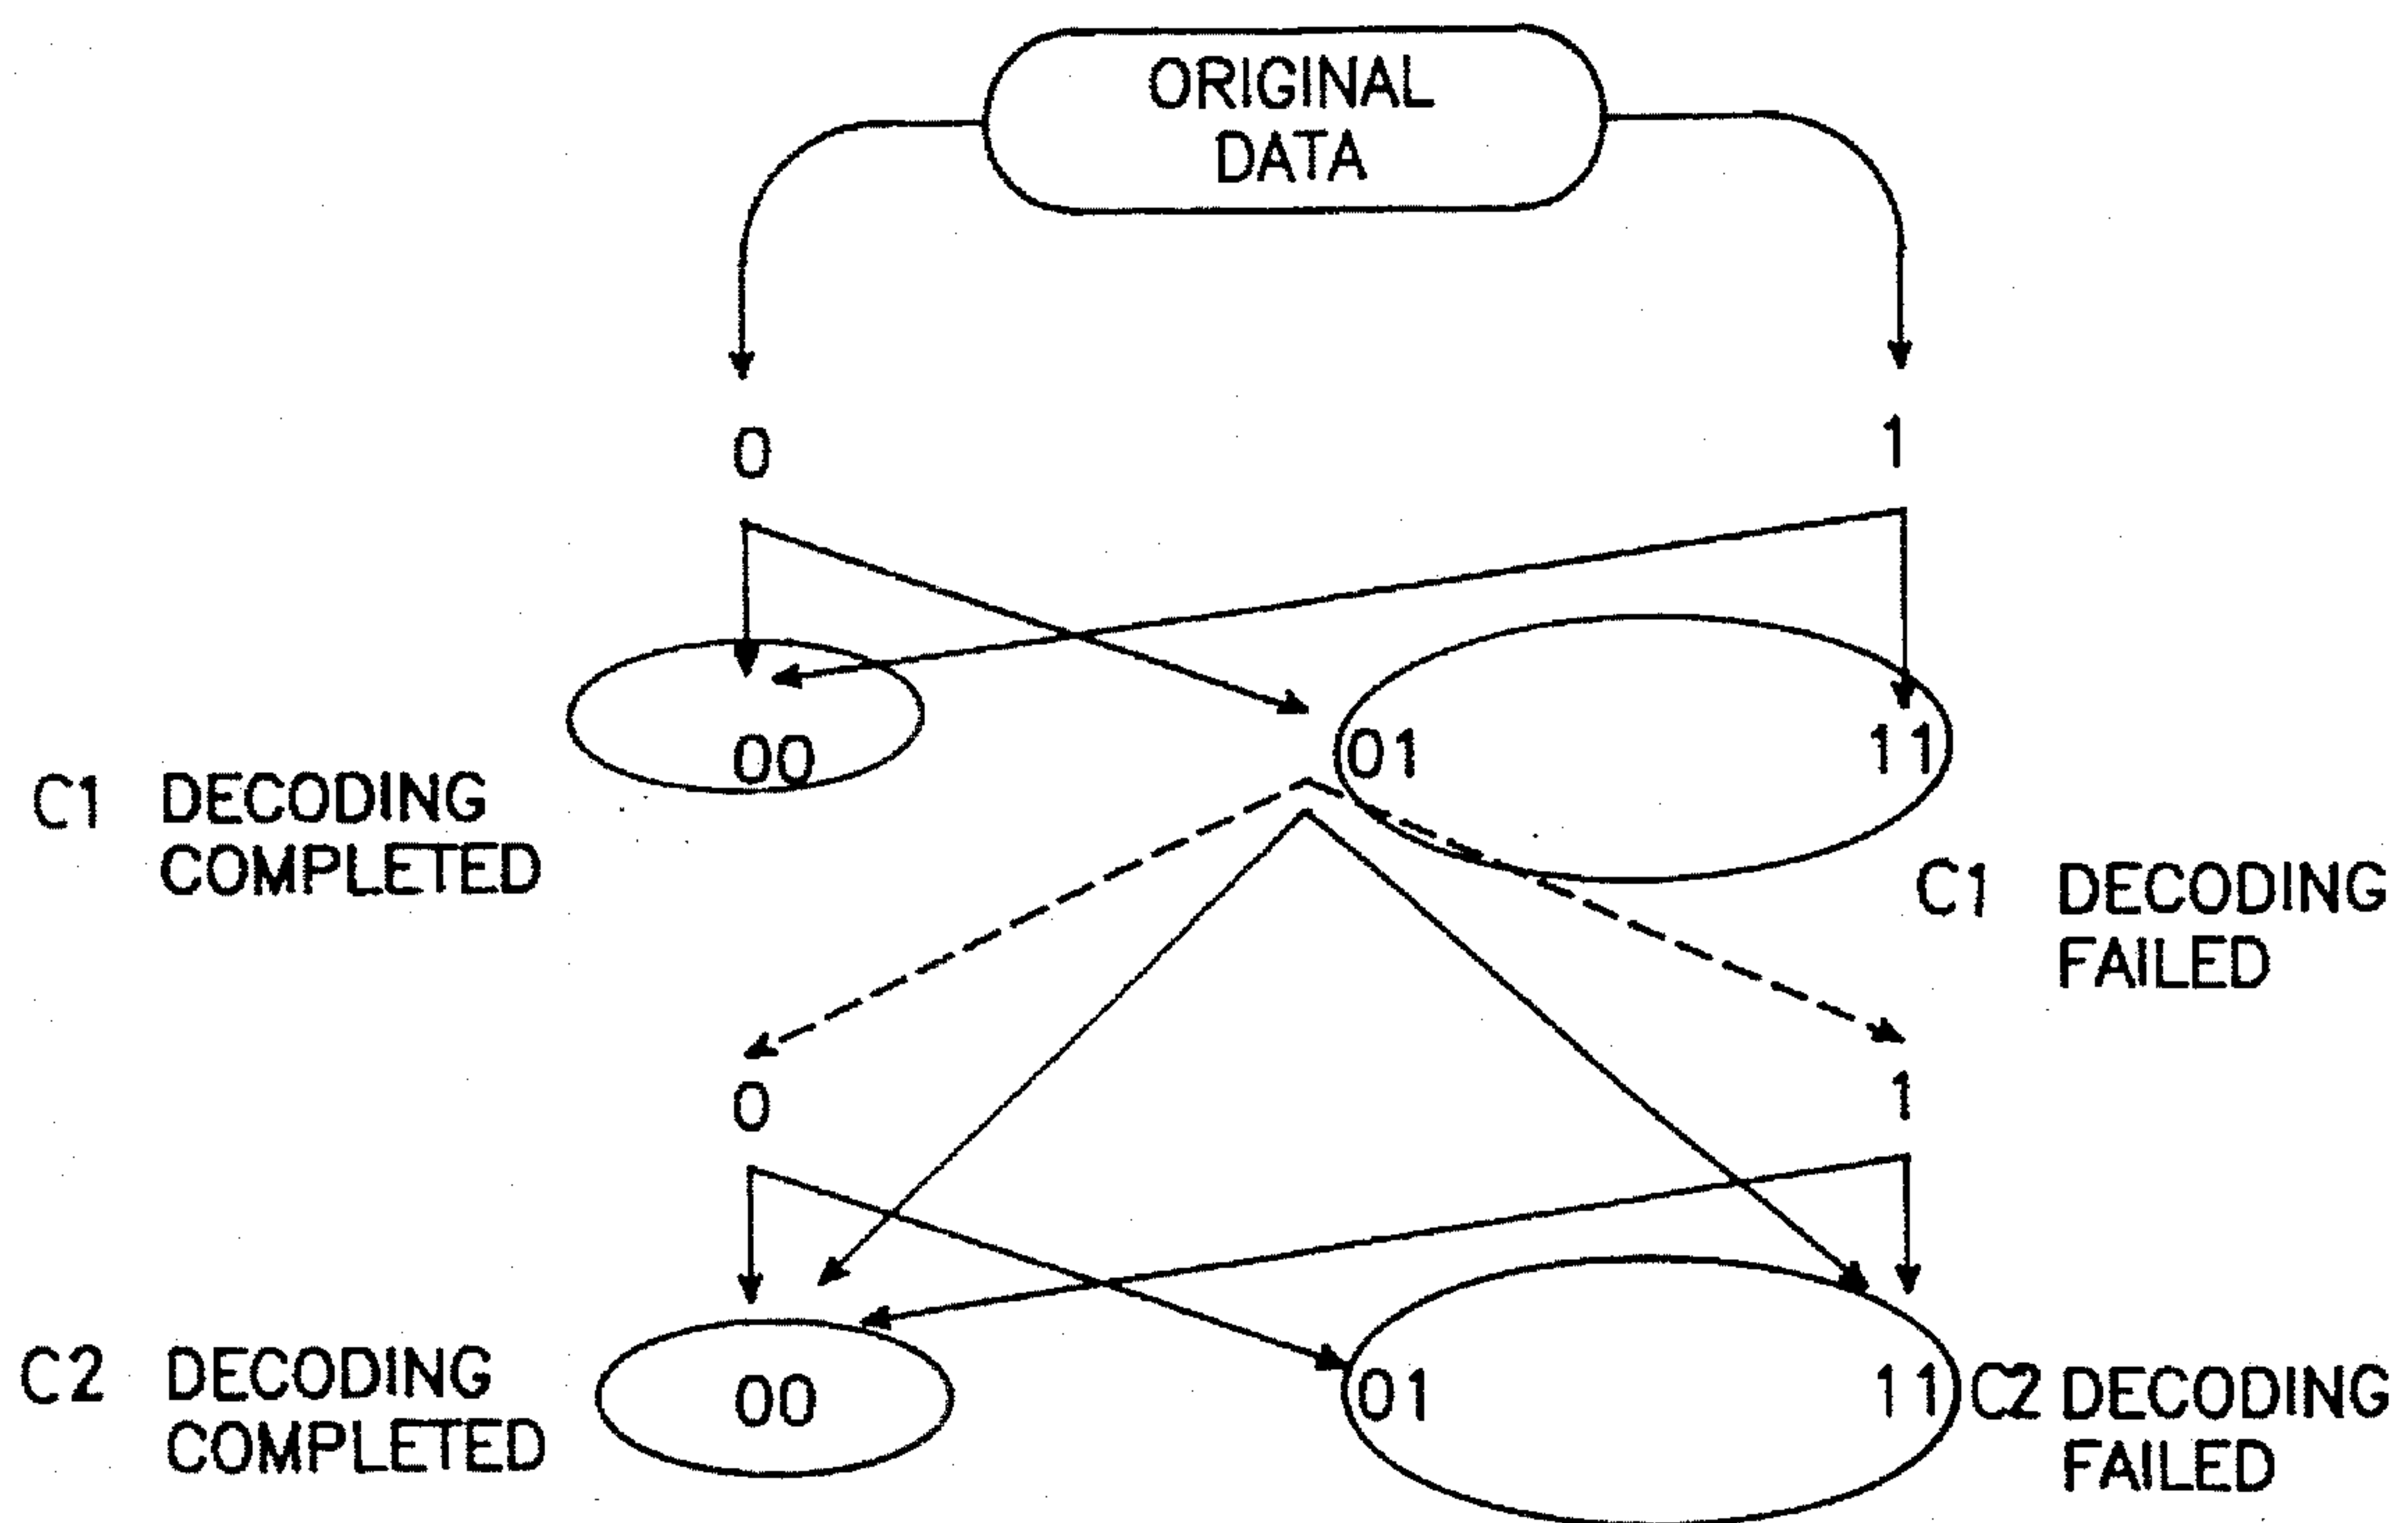 ORIGINAL
DATA
0 1
00 01 11
C1 DECODING
COMPLETED
C1 DECODING
FAILED
0 1
00 01 11
C2 DECODING
COMPLETED
C2 DECODING
FAILED